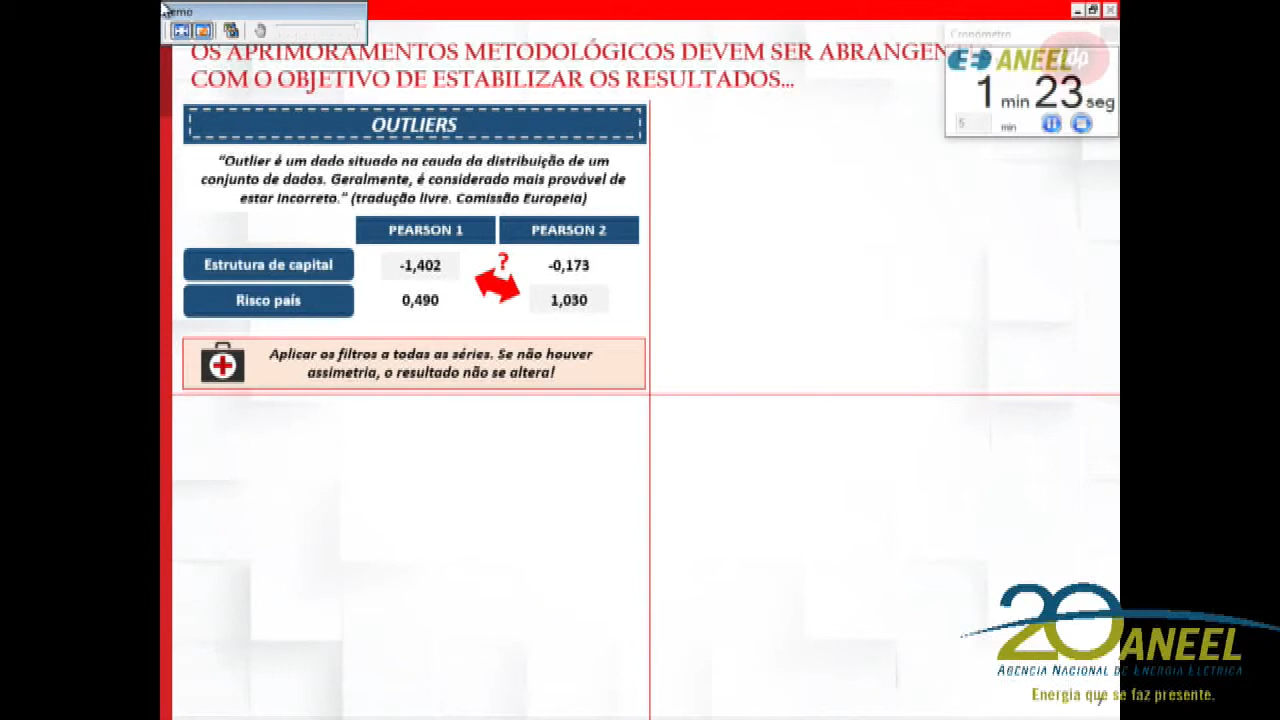 emo
OS APRIMORAMENTOS METODOLÓGICOS DEVEM SER ABRANGEN
COM O OBJETIVO DE ESTABILIZAR OS RESULTADOS...
Cronômetro
ANEEL
1 min 23 seg
5 min
OUTLIERS
"Outlier é um dado situado na cauda da distribuição de um
conjunto de dados. Geralmente, é considerado mais provável de
estar incorreto." (tradução livre. Comissão Europeia)
PEARSON 1 PEARSON 2
Estrutura de capital -1,402 ? -0,173
Risco país 0,490 1,030
Aplicar os filtros a todas as séries. Se não houver
assimetria, o resultado não se altera!
20 ANEEL
AGÊNCIA NACIONAL DE ENERGIA ELÉTRICA
Energia que se faz presente.
7